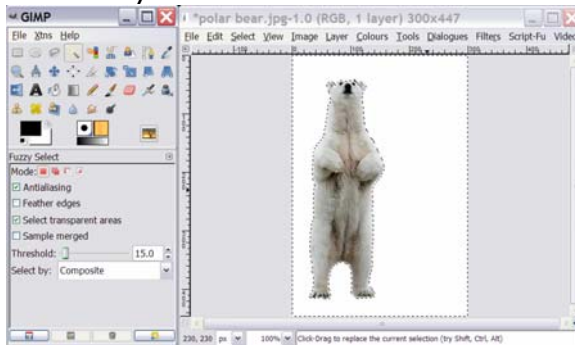 GIMP
File Xtns Help
Fuzzy Select
Mode:
Antialiasing
Feather edges
Select transparent areas
Sample merged
Threshold: 15.0
Select by: Composite
*polar bear.jpg-1.0 (RGB, 1 layer) 300x447
File Edit Select View Image Layer Colours Tools Dialogues Filters Script-Fu Video
230, 230 px 100% Click-Drag to replace the current selection (try Shift, Ctrl, Alt)